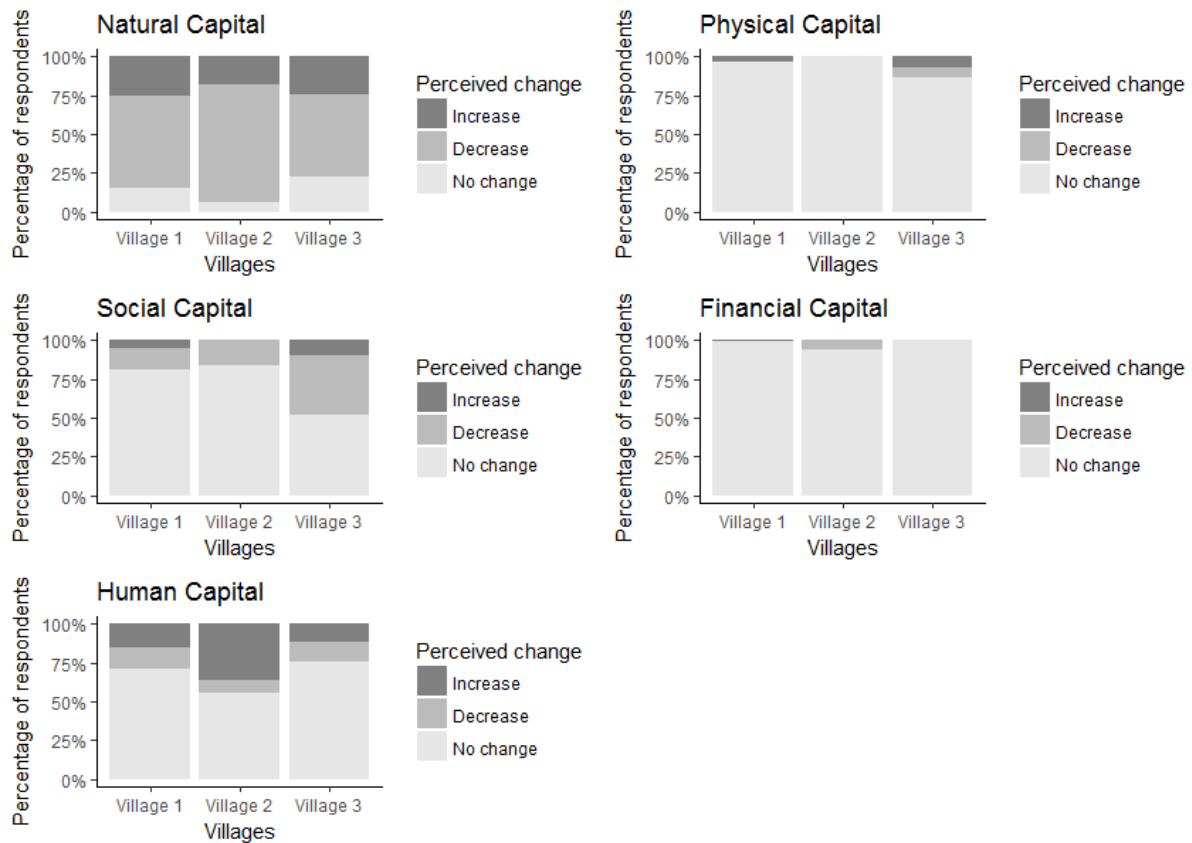 Natural Capital
Percentage of respondents
100%
75%
50%
25%
0%
Village 1 Village 2 Village 3
Villages
Perceived change
Increase
Decrease
No change
Physical Capital
Percentage of respondents
100%
75%
50%
25%
0%
Village 1 Village 2 Village 3
Villages
Perceived change
Increase
Decrease
No change
Social Capital
Percentage of respondents
100%
75%
50%
25%
0%
Village 1 Village 2 Village 3
Villages
Perceived change
Increase
Decrease
No change
Financial Capital
Percentage of respondents
100%
75%
50%
25%
0%
Village 1 Village 2 Village 3
Villages
Perceived change
Increase
Decrease
No change
Human Capital
Percentage of respondents
100%
75%
50%
25%
0%
Village 1 Village 2 Village 3
Villages
Perceived change
Increase
Decrease
No change